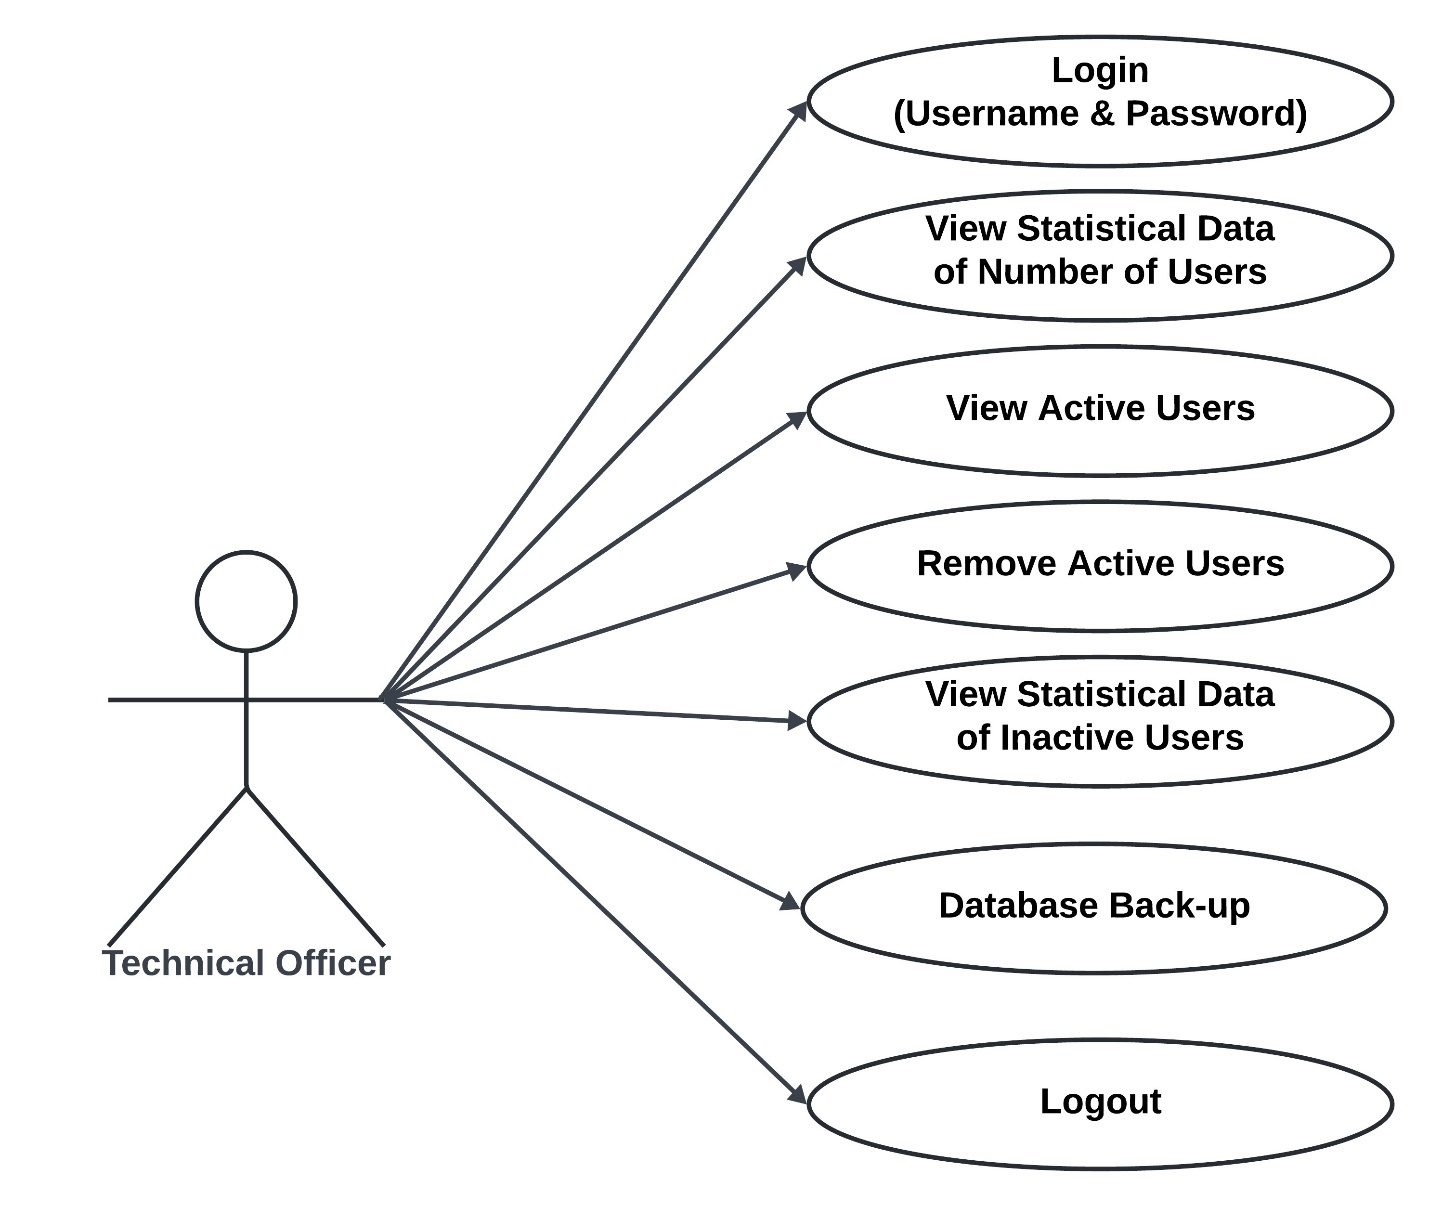 Login
(Username & Password)
View Statistical Data
of Number of Users
View Active Users
Remove Active Users
View Statistical Data
of Inactive Users
Database Back-up
Technical Officer
Logout